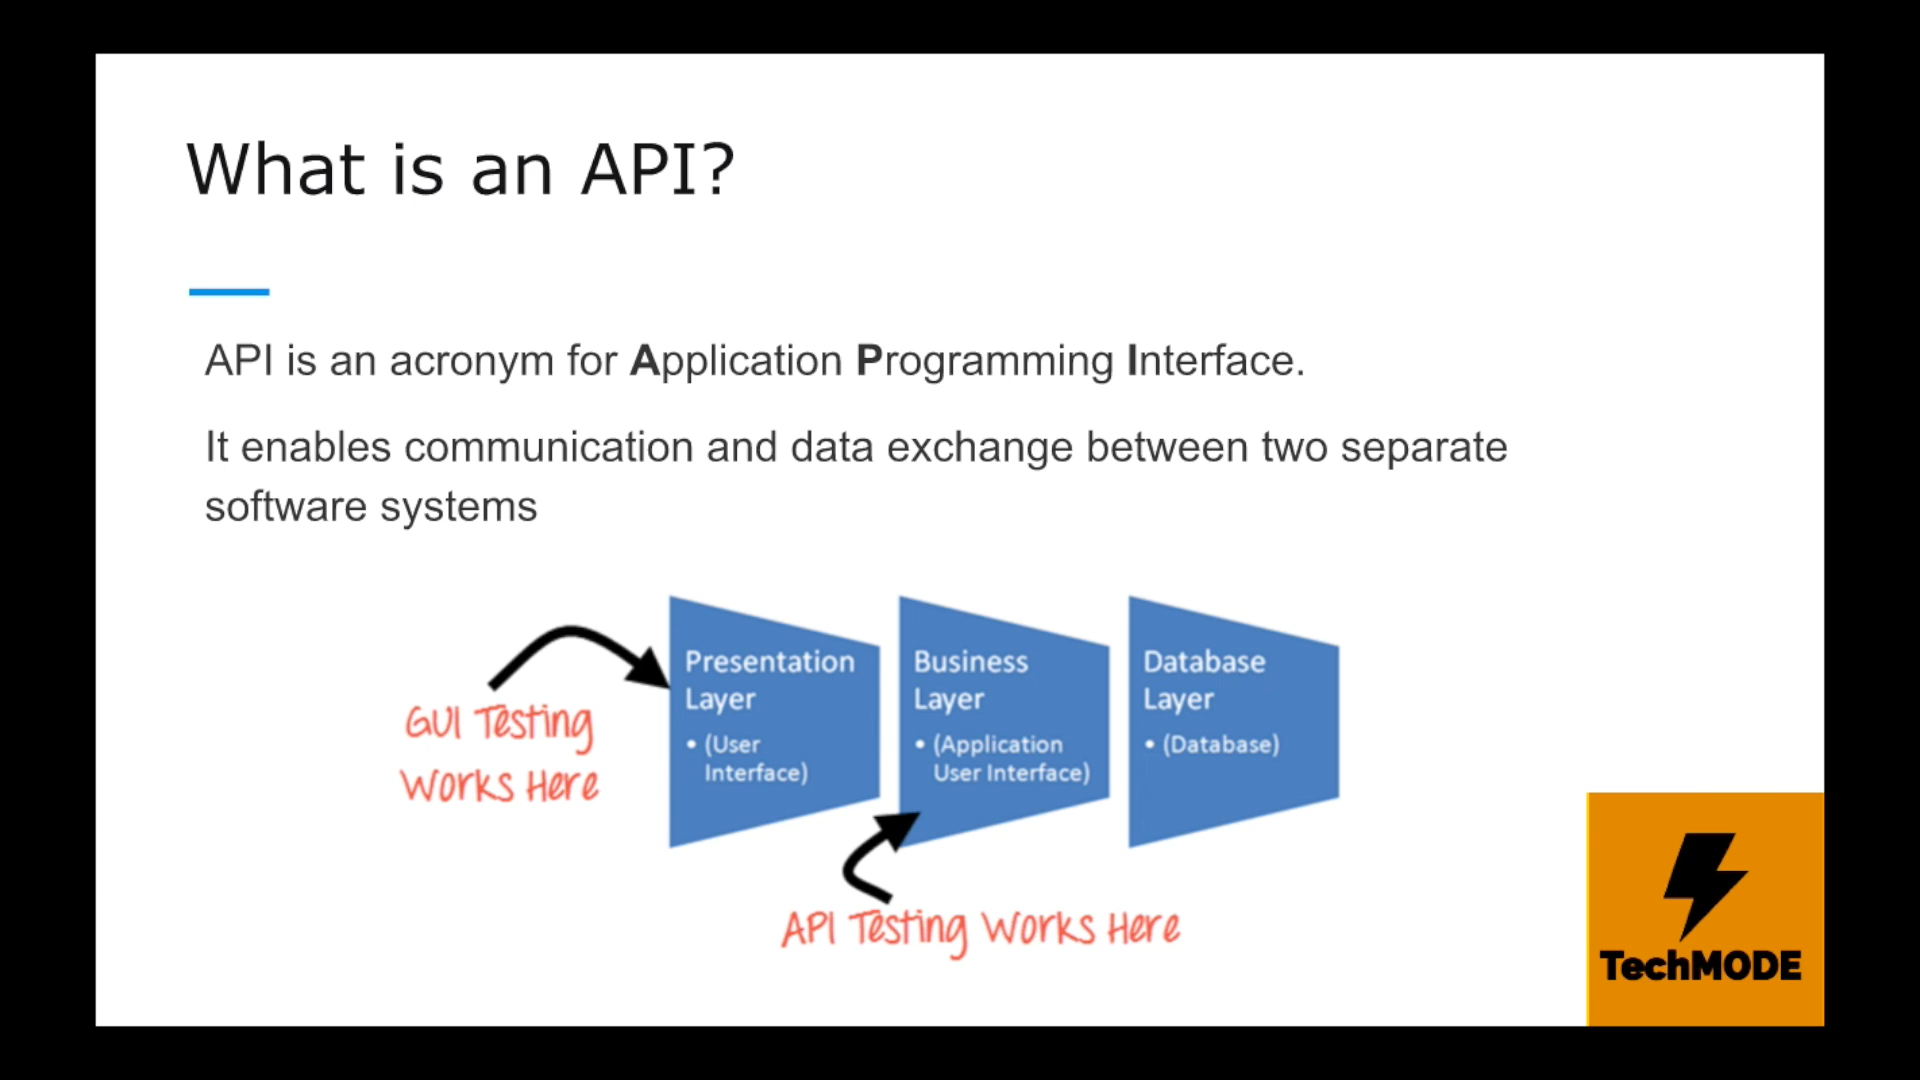 What is an API?
API is an acronym for Application Programming Interface.
It enables communication and data exchange between two separate
software systems
GUI Testing
Works Here
Presentation
Layer
• (User
Interface)
Business
Layer
• (Application
User Interface)
Database
Layer
• (Database)
API Testing Works Here
TechMODE